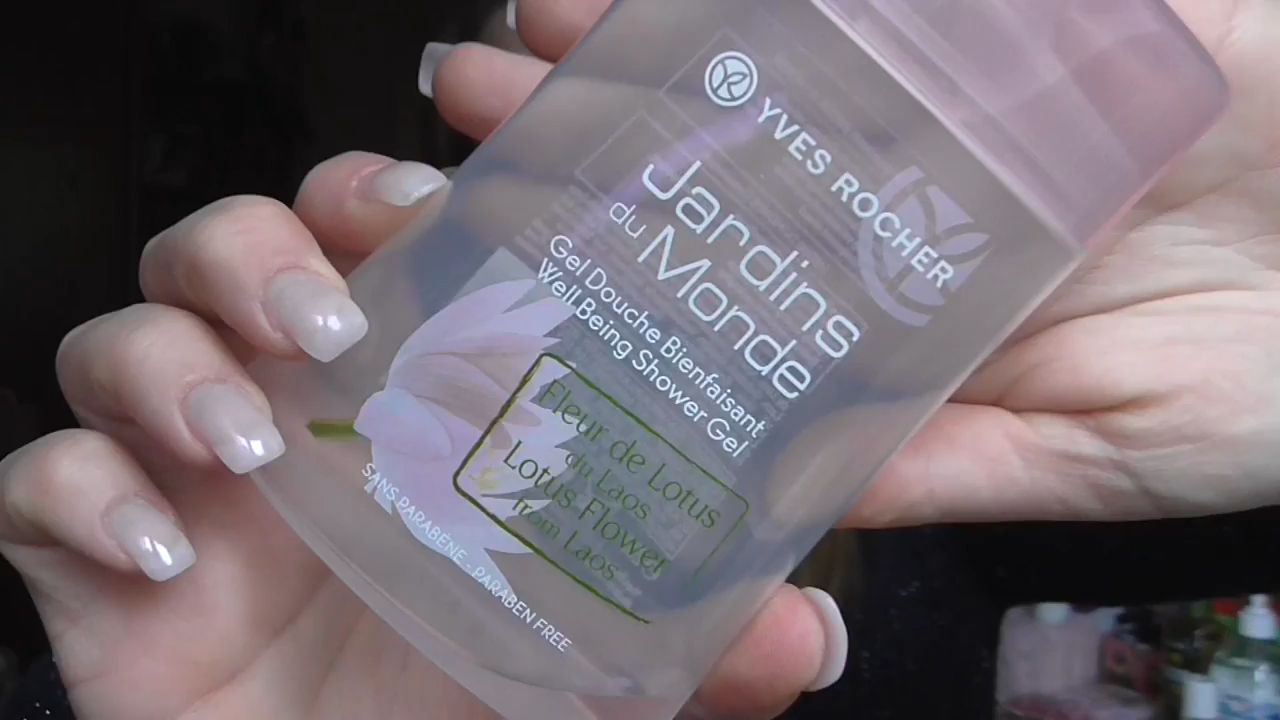 YVES ROCHER
Jardins
du Monde
Gel Douche Bienfaisant
Well Being Shower Gel
Fleur de Lotus
du Laos
Lotus Flower
from Laos
SANS PARABÈNE - PARABEN FREE